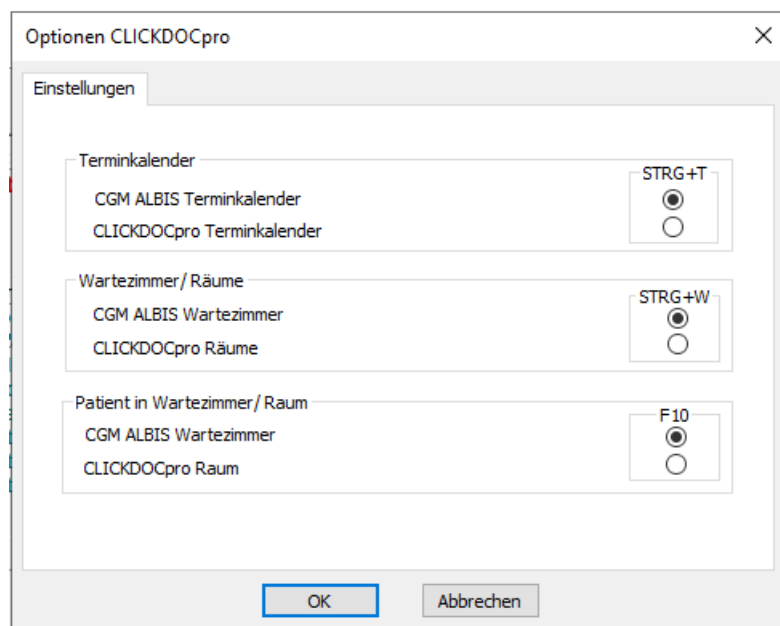 Optionen CLICKDOCpro
Einstellungen
Terminkalender
STRG+T
CGM ALBIS Terminkalender
CLICKDOCpro Terminkalender
Wartezimmer/ Räume
STRG+W
CGM ALBIS Wartezimmer
CLICKDOCpro Räume
Patient in Wartezimmer/ Raum
F10
CGM ALBIS Wartezimmer
CLICKDOCpro Raum
OK
Abbrechen